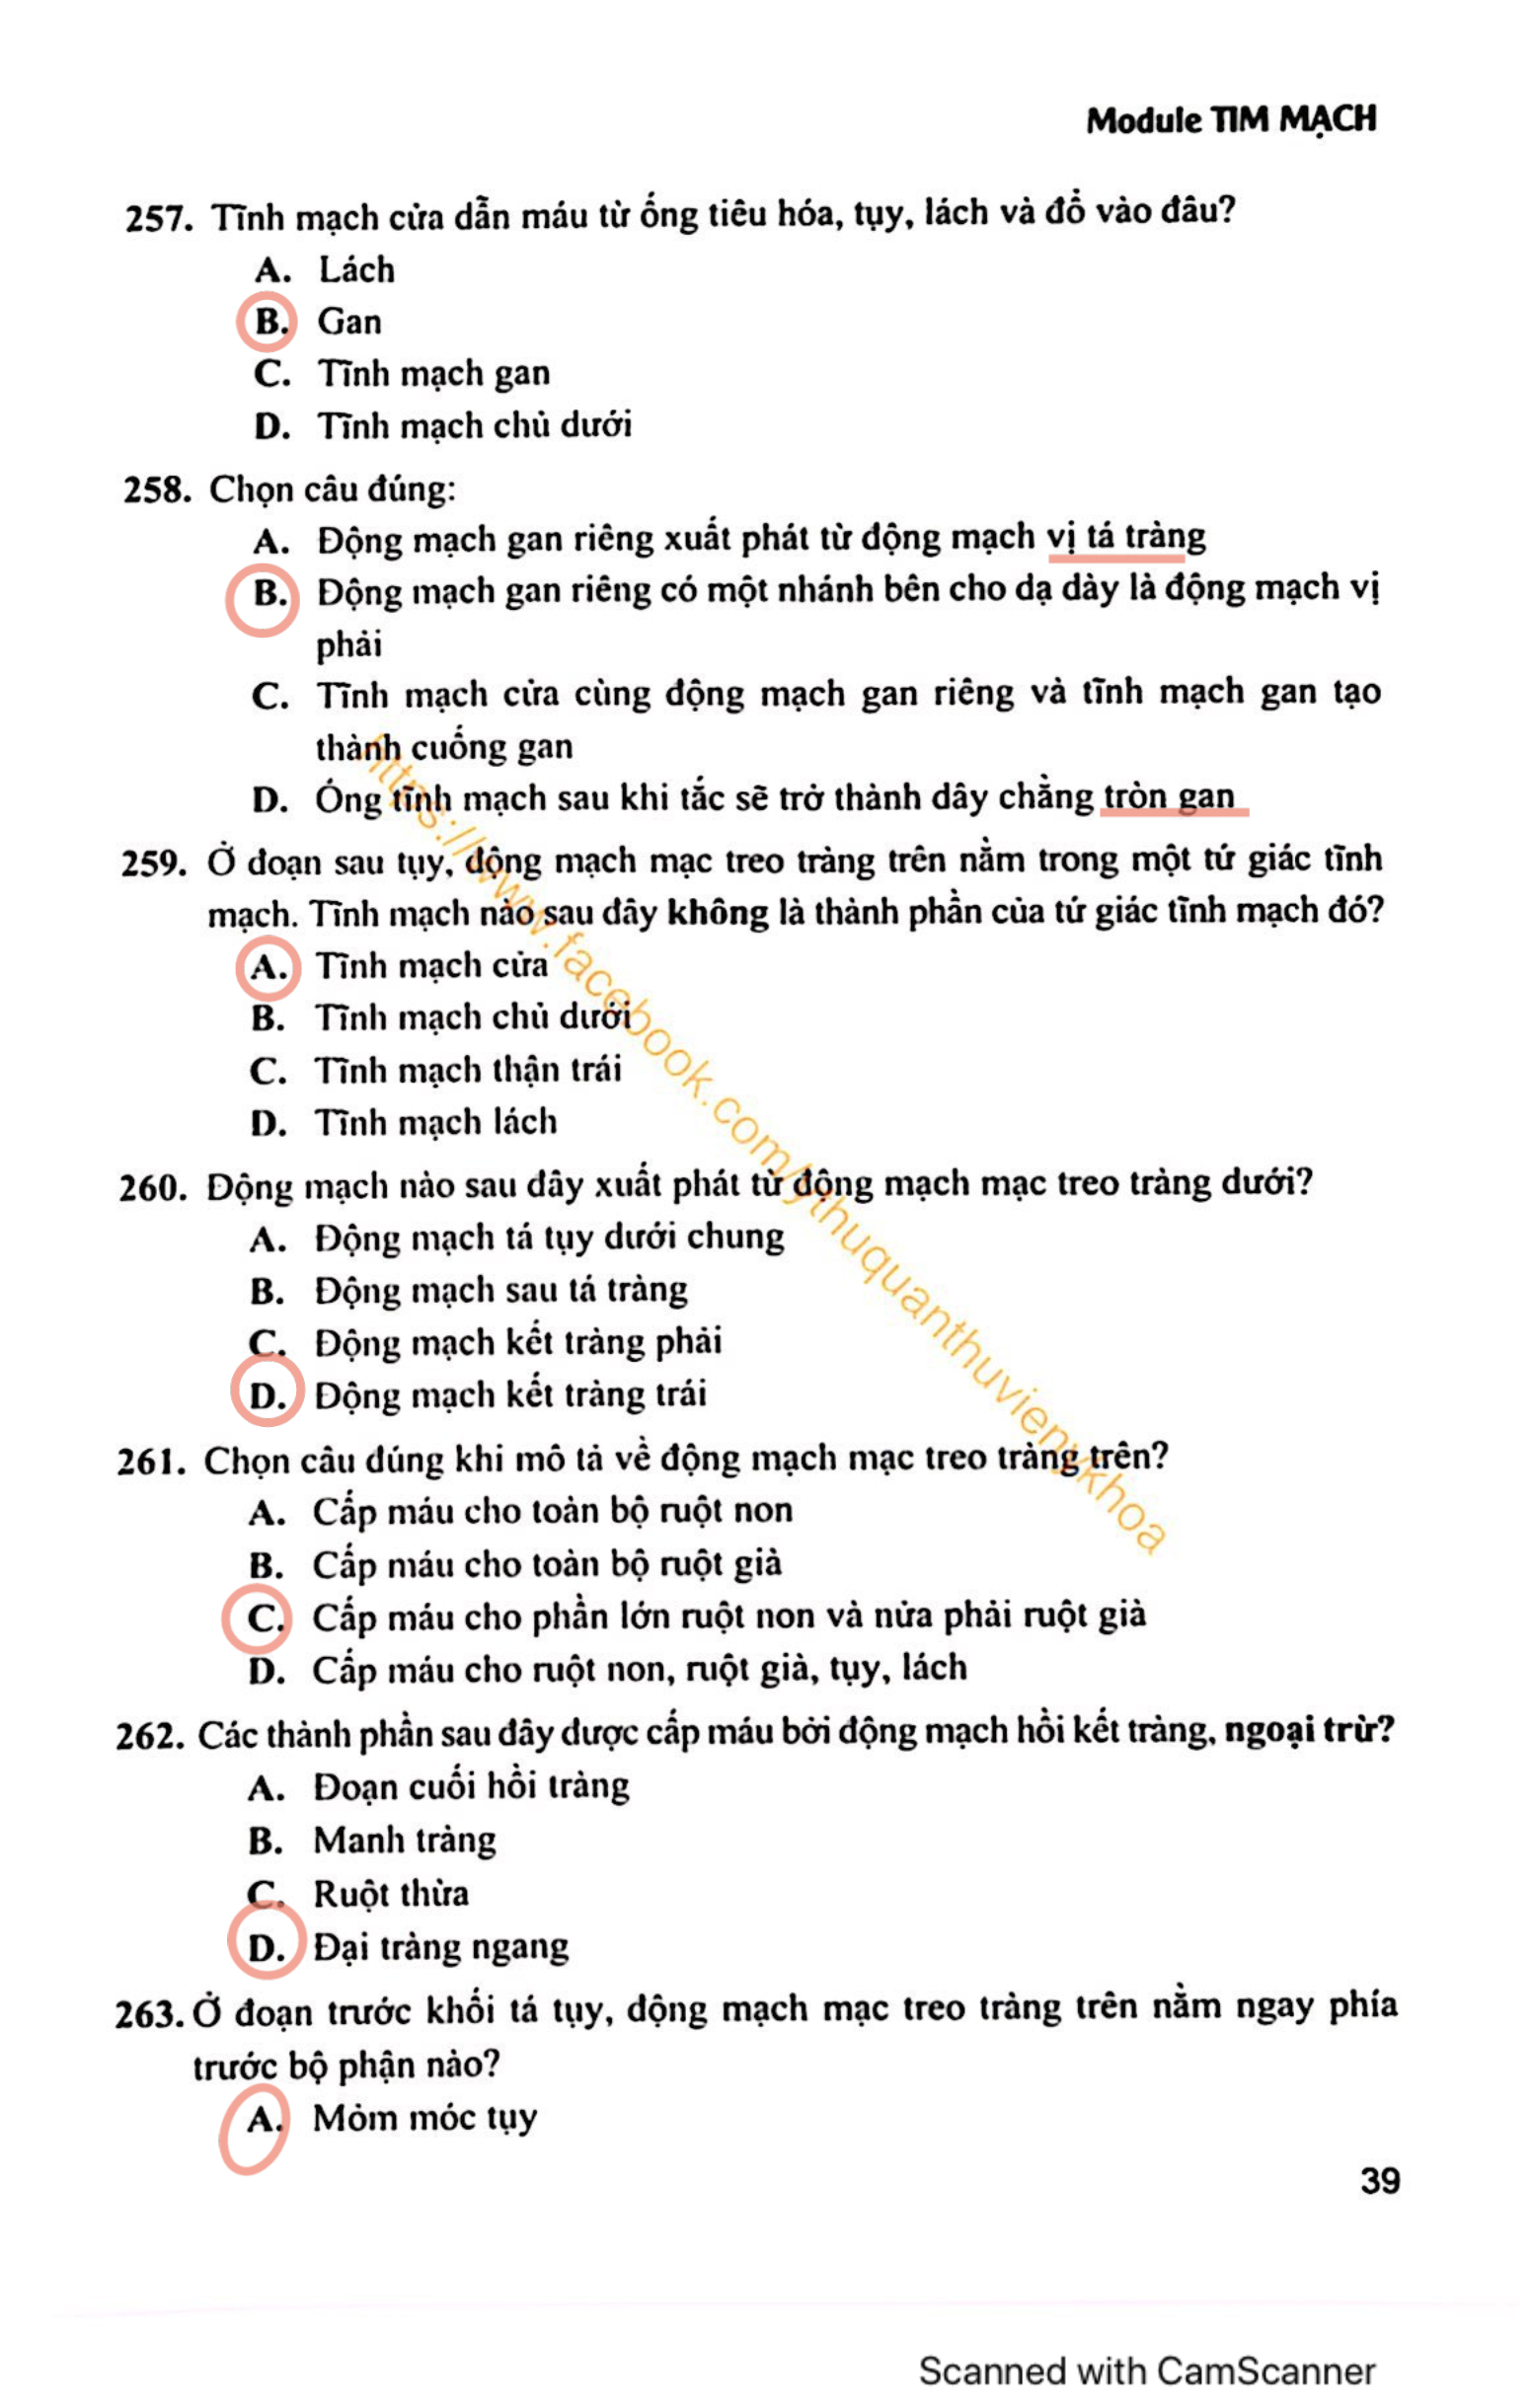 Module TIM MẠCH
257. Tĩnh mạch cửa dẫn máu từ ống tiêu hóa, tụy, lách và đổ vào đâu?
A. Lách
B. Gan
C. Tĩnh mạch gan
D. Tĩnh mạch chủ dưới
258. Chọn câu đúng:
A. Động mạch gan riêng xuất phát từ động mạch vị tá tràng
B. Động mạch gan riêng có một nhánh bên cho dạ dày là động mạch vị
phải
C. Tĩnh mạch cửa cùng động mạch gan riêng và tĩnh mạch gan tạo
thành cuống gan
D. Ống tĩnh mạch sau khi tắc sẽ trở thành dây chằng tròn gan
259. Ở đoạn sau tụy, động mạch mạc treo tràng trên nằm trong một tứ giác tĩnh
mạch. Tĩnh mạch nào sau đây không là thành phần của tứ giác tĩnh mạch đó?
A. Tĩnh mạch cửa
B. Tĩnh mạch chủ dưới
C. Tĩnh mạch thận trái
D. Tĩnh mạch lách
260. Động mạch nào sau đây xuất phát từ động mạch mạc treo tràng dưới?
A. Động mạch tá tụy dưới chung
B. Động mạch sau tá tràng
C. Động mạch kết tràng phải
D. Động mạch kết tràng trái
261. Chọn câu đúng khi mô tả về động mạch mạc treo tràng trên?
A. Cấp máu cho toàn bộ ruột non
B. Cấp máu cho toàn bộ ruột già
C. Cấp máu cho phần lớn ruột non và nửa phải ruột già
D. Cấp máu cho ruột non, ruột già, tụy, lách
262. Các thành phần sau đây được cấp máu bởi động mạch hồi kết tràng, ngoại trừ?
A. Đoạn cuối hồi tràng
B. Manh tràng
C. Ruột thừa
D. Đại tràng ngang
263. Ở đoạn trước khối tá tụy, động mạch mạc treo tràng trên nằm ngay phía
trước bộ phận nào?
A. Mỏm móc tụy
39
https://www.facebook.com/ythuquanthuvienykhoa
Scanned with CamScanner